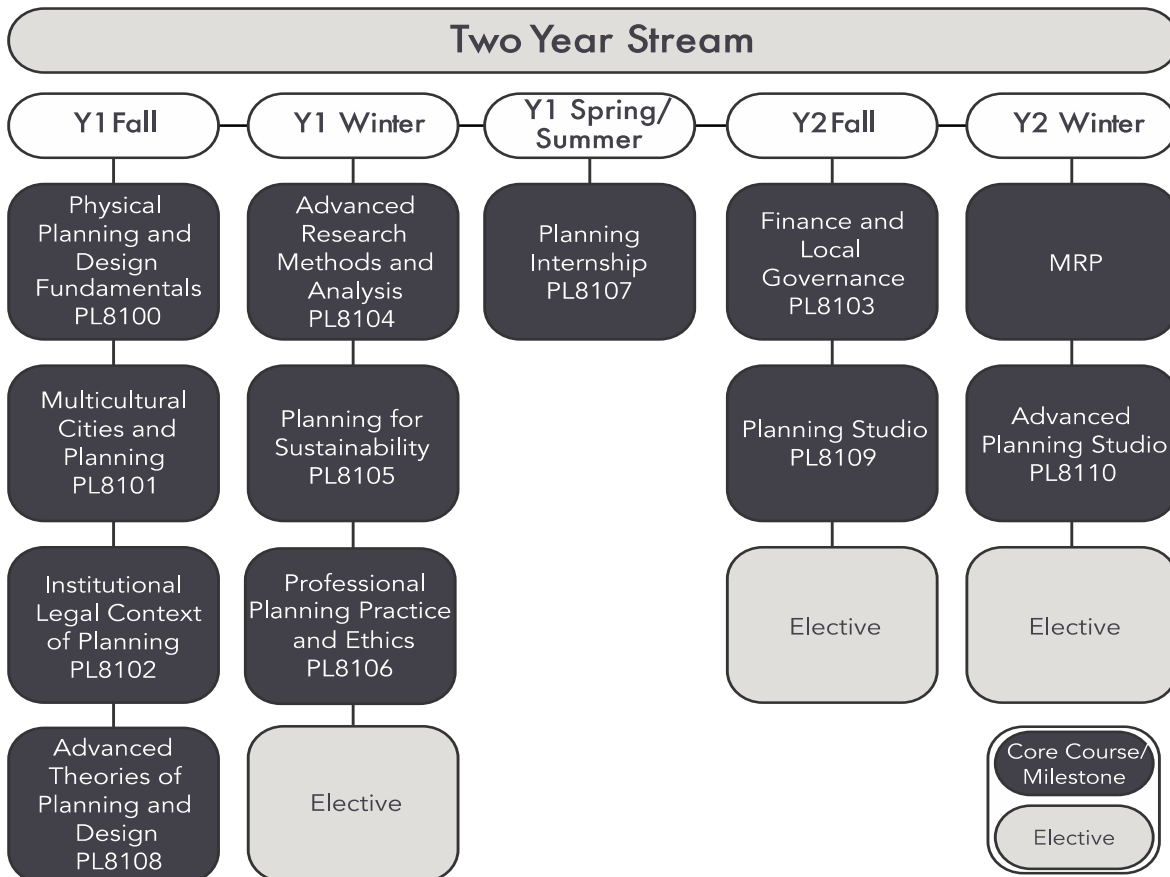 Two Year Stream
Y1 Fall
Y1 Winter
Y1 Spring/
Summer
Y2 Fall
Y2 Winter
Physical
Planning and
Design
Fundamentals
PL8100
Multicultural
Cities and
Planning
PL8101
Institutional
Legal Context
of Planning
PL8102
Advanced
Theories of
Planning and
Design
PL8108
Advanced
Research
Methods and
Analysis
PL8104
Planning for
Sustainability
PL8105
Professional
Planning Practice
and Ethics
PL8106
Elective
Planning
Internship
PL8107
Finance and
Local
Governance
PL8103
Planning Studio
PL8109
Elective
MRP
Advanced
Planning Studio
PL8110
Elective
Core Course/
Milestone
Elective